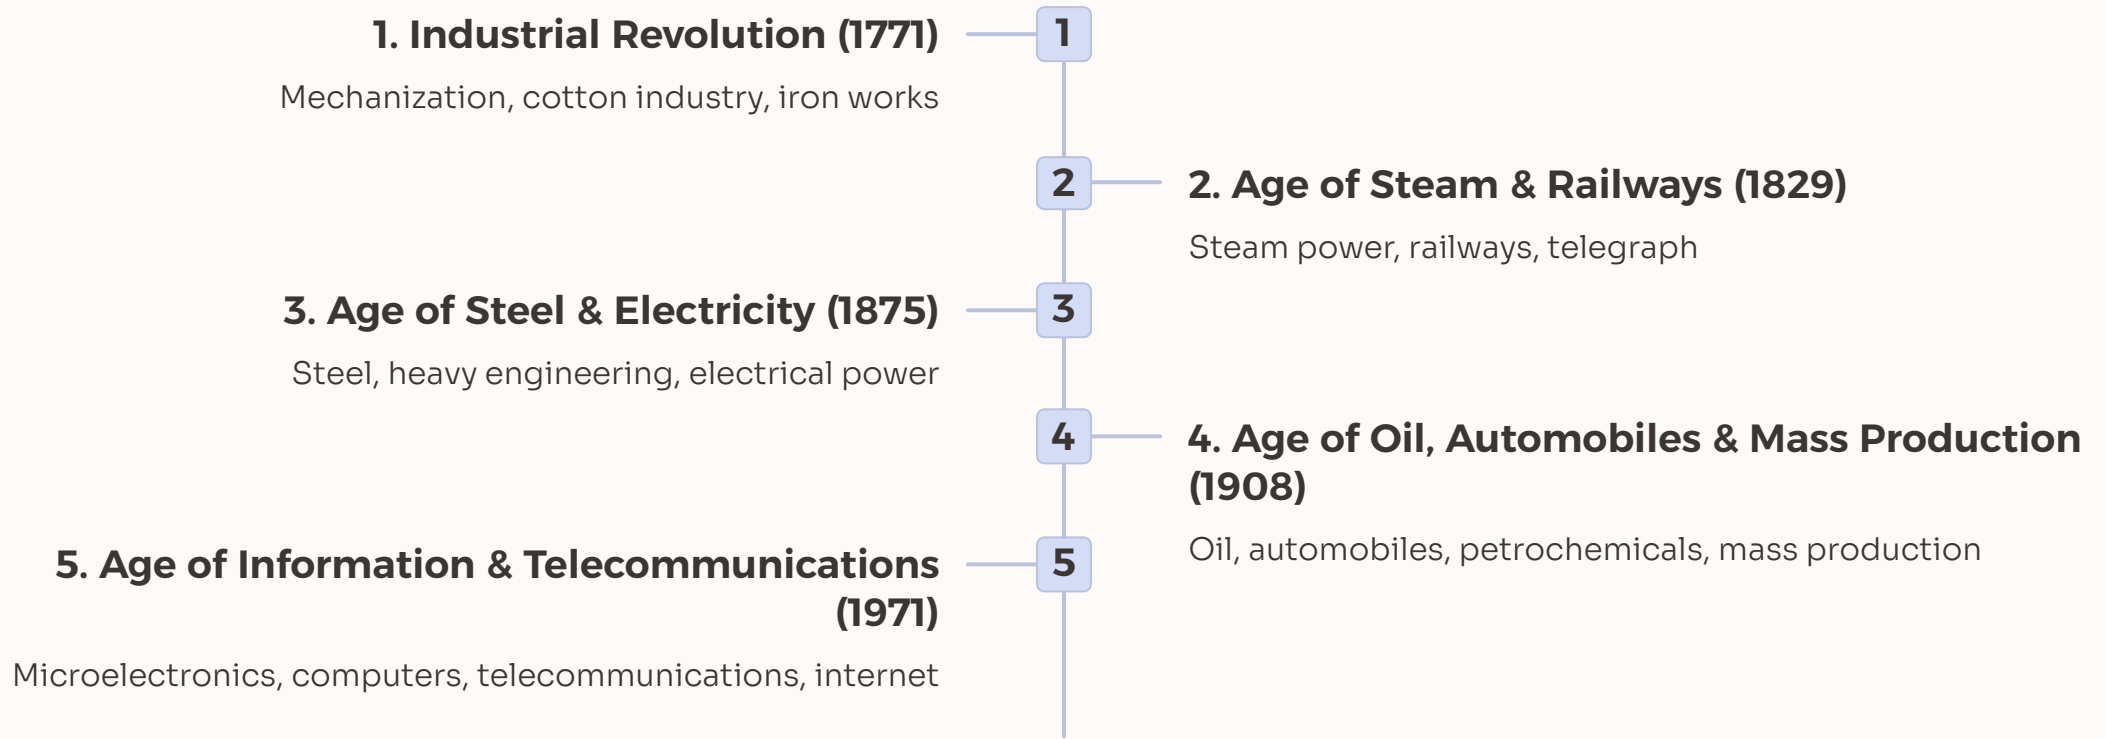 1. Industrial Revolution (1771)
1
Mechanization, cotton industry, iron works
2
2. Age of Steam & Railways (1829)
Steam power, railways, telegraph
3. Age of Steel & Electricity (1875)
3
Steel, heavy engineering, electrical power
4
4. Age of Oil, Automobiles & Mass Production
(1908)
Oil, automobiles, petrochemicals, mass production
5. Age of Information & Telecommunications
(1971)
5
Microelectronics, computers, telecommunications, internet